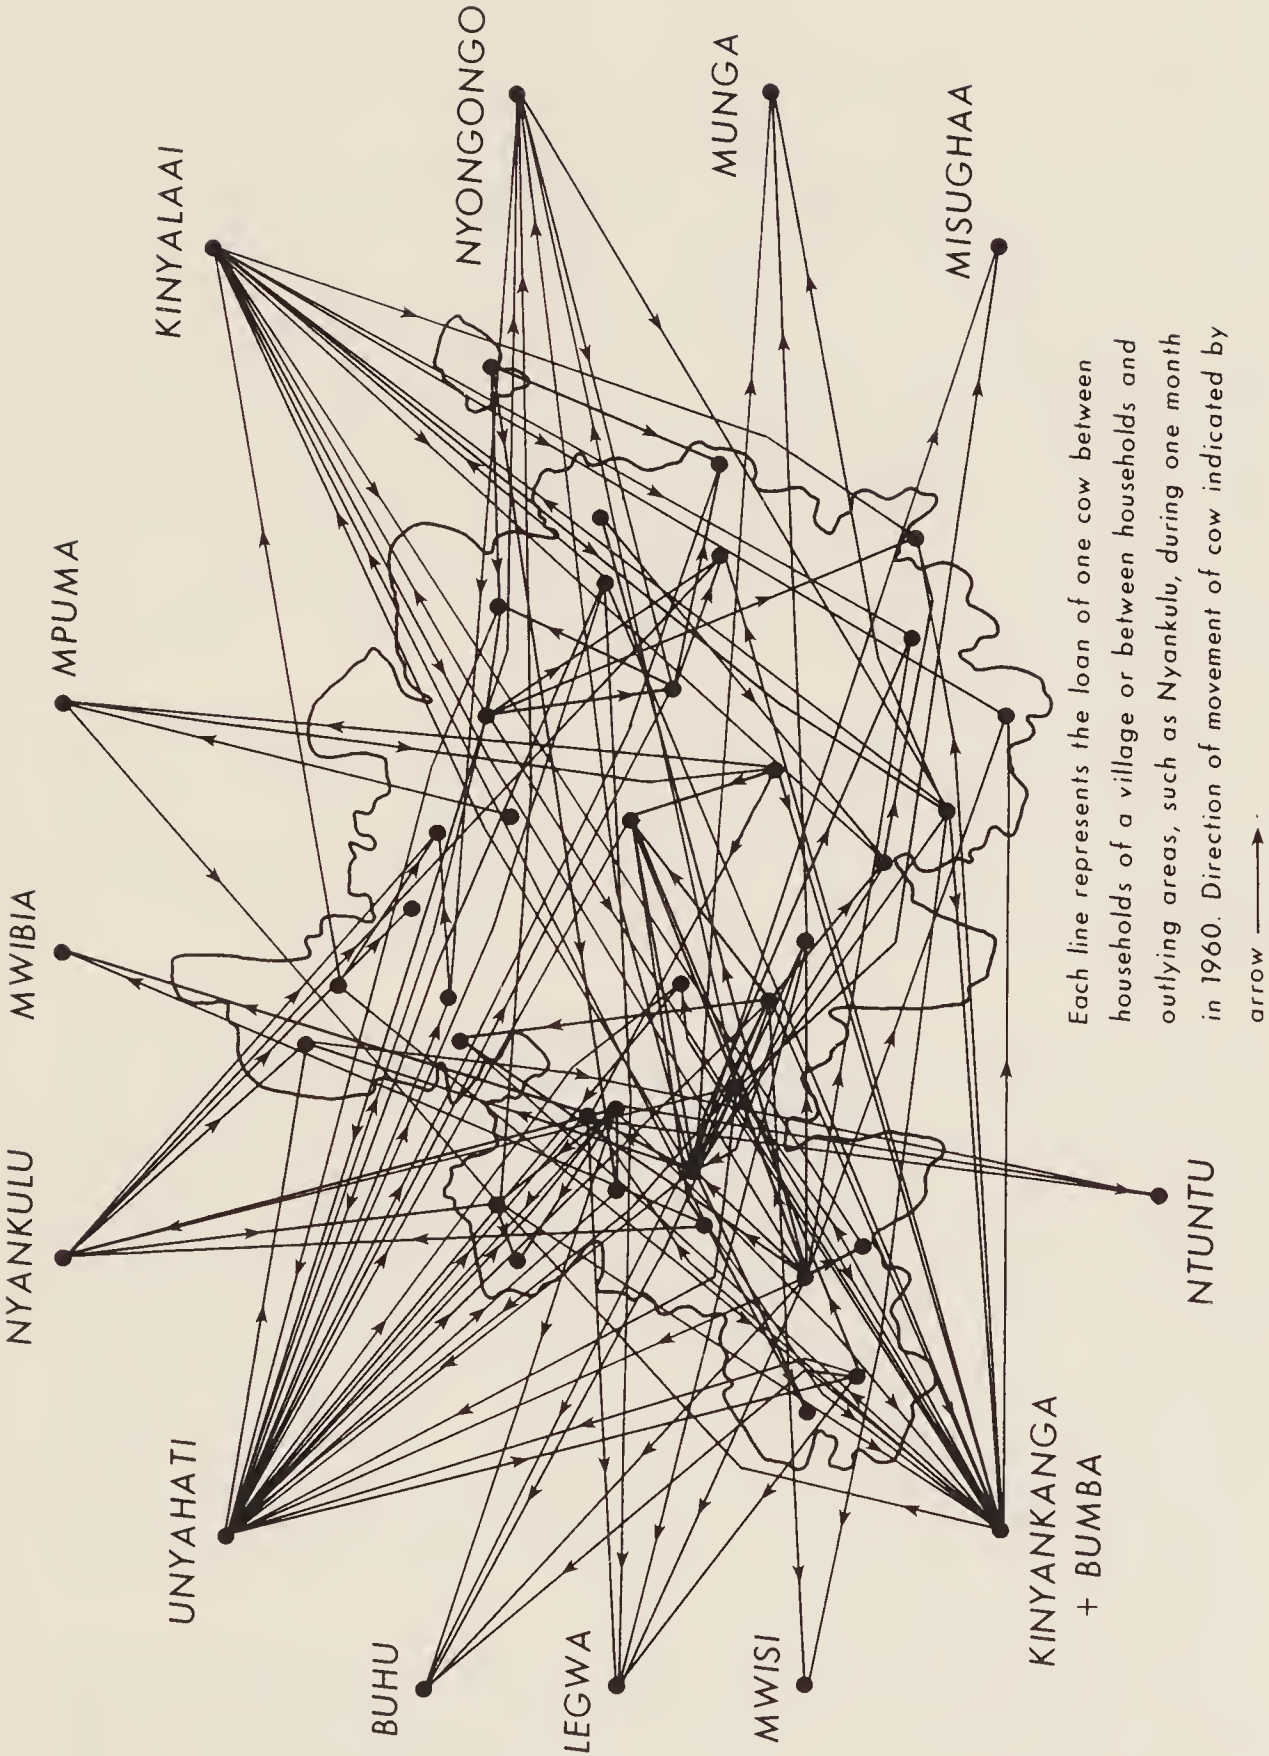 NYANKULU
MWIBIA
MPUMA
UNYAHATI
KINYALAAI
BUHU
NYONGONGO
LEGWA
MUNGA
MWISI
MISUGHAA
KINYANKANGA
+ BUMBA
NTUNTU
Each line represents the loan of one cow between
households of a village or between households and
outlying areas, such as Nyankulu, during one month
in 1960. Direction of movement of cow indicated by
arrow